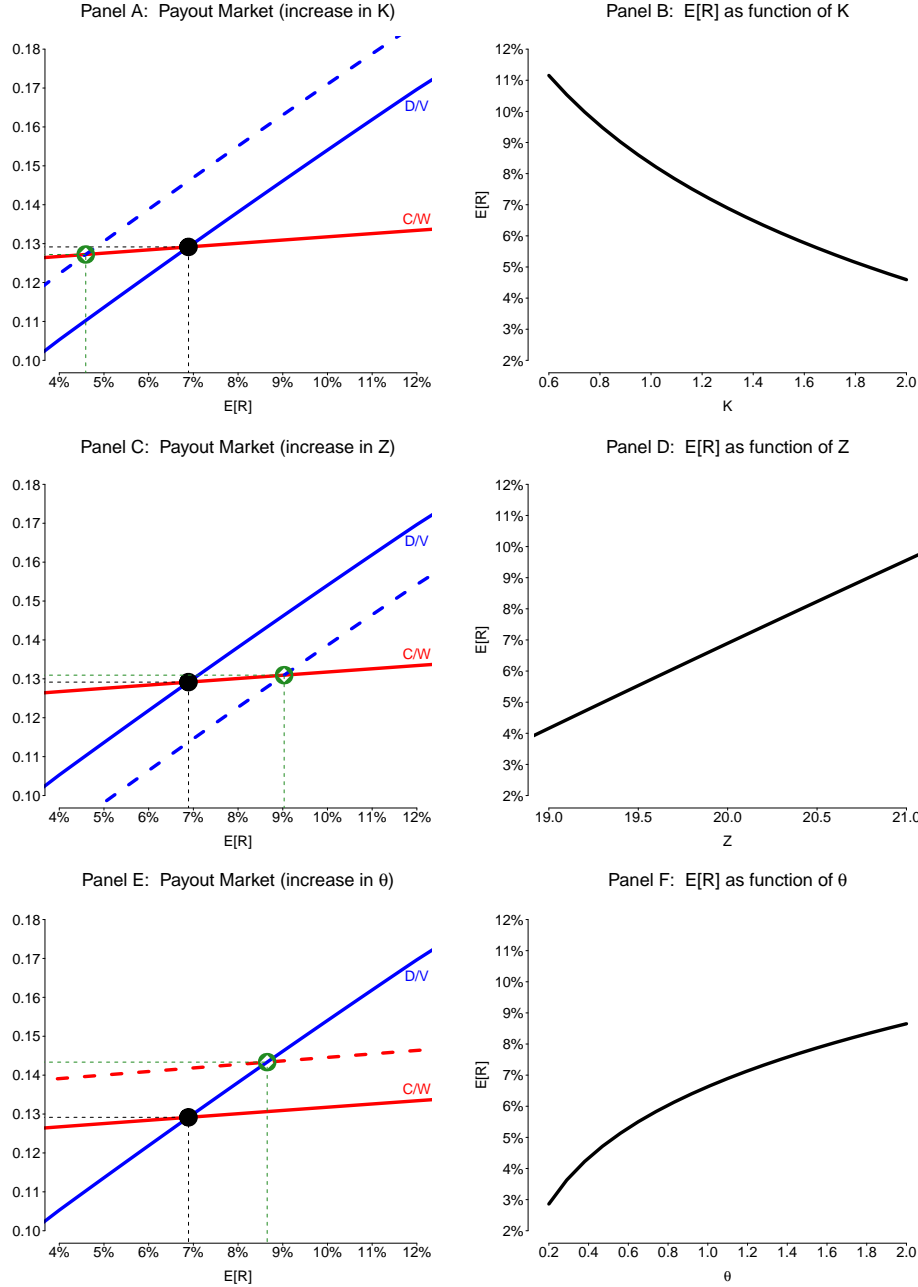 Panel A:  Payout Market (increase in K)
0.18
0.17
0.16
0.15
0.14
0.13
0.12
0.11
0.10
D/V
C/W
4% 5% 6% 7% 8% 9% 10% 11% 12%
E[R]
Panel B:  E[R] as function of K
12%
11%
10%
9%
8%
7%
6%
5%
4%
3%
2%
E[R]
0.6 0.8 1.0 1.2 1.4 1.6 1.8 2.0
K
Panel C:  Payout Market (increase in Z)
0.18
0.17
0.16
0.15
0.14
0.13
0.12
0.11
0.10
D/V
C/W
4% 5% 6% 7% 8% 9% 10% 11% 12%
E[R]
Panel D:  E[R] as function of Z
12%
11%
10%
9%
8%
7%
6%
5%
4%
3%
2%
E[R]
19.0 19.5 20.0 20.5 21.0
Z
Panel E:  Payout Market (increase in θ)
0.18
0.17
0.16
0.15
0.14
0.13
0.12
0.11
0.10
D/V
C/W
4% 5% 6% 7% 8% 9% 10% 11% 12%
E[R]
Panel F:  E[R] as function of θ
12%
11%
10%
9%
8%
7%
6%
5%
4%
3%
2%
E[R]
0.2 0.4 0.6 0.8 1.0 1.2 1.4 1.6 1.8 2.0
θ